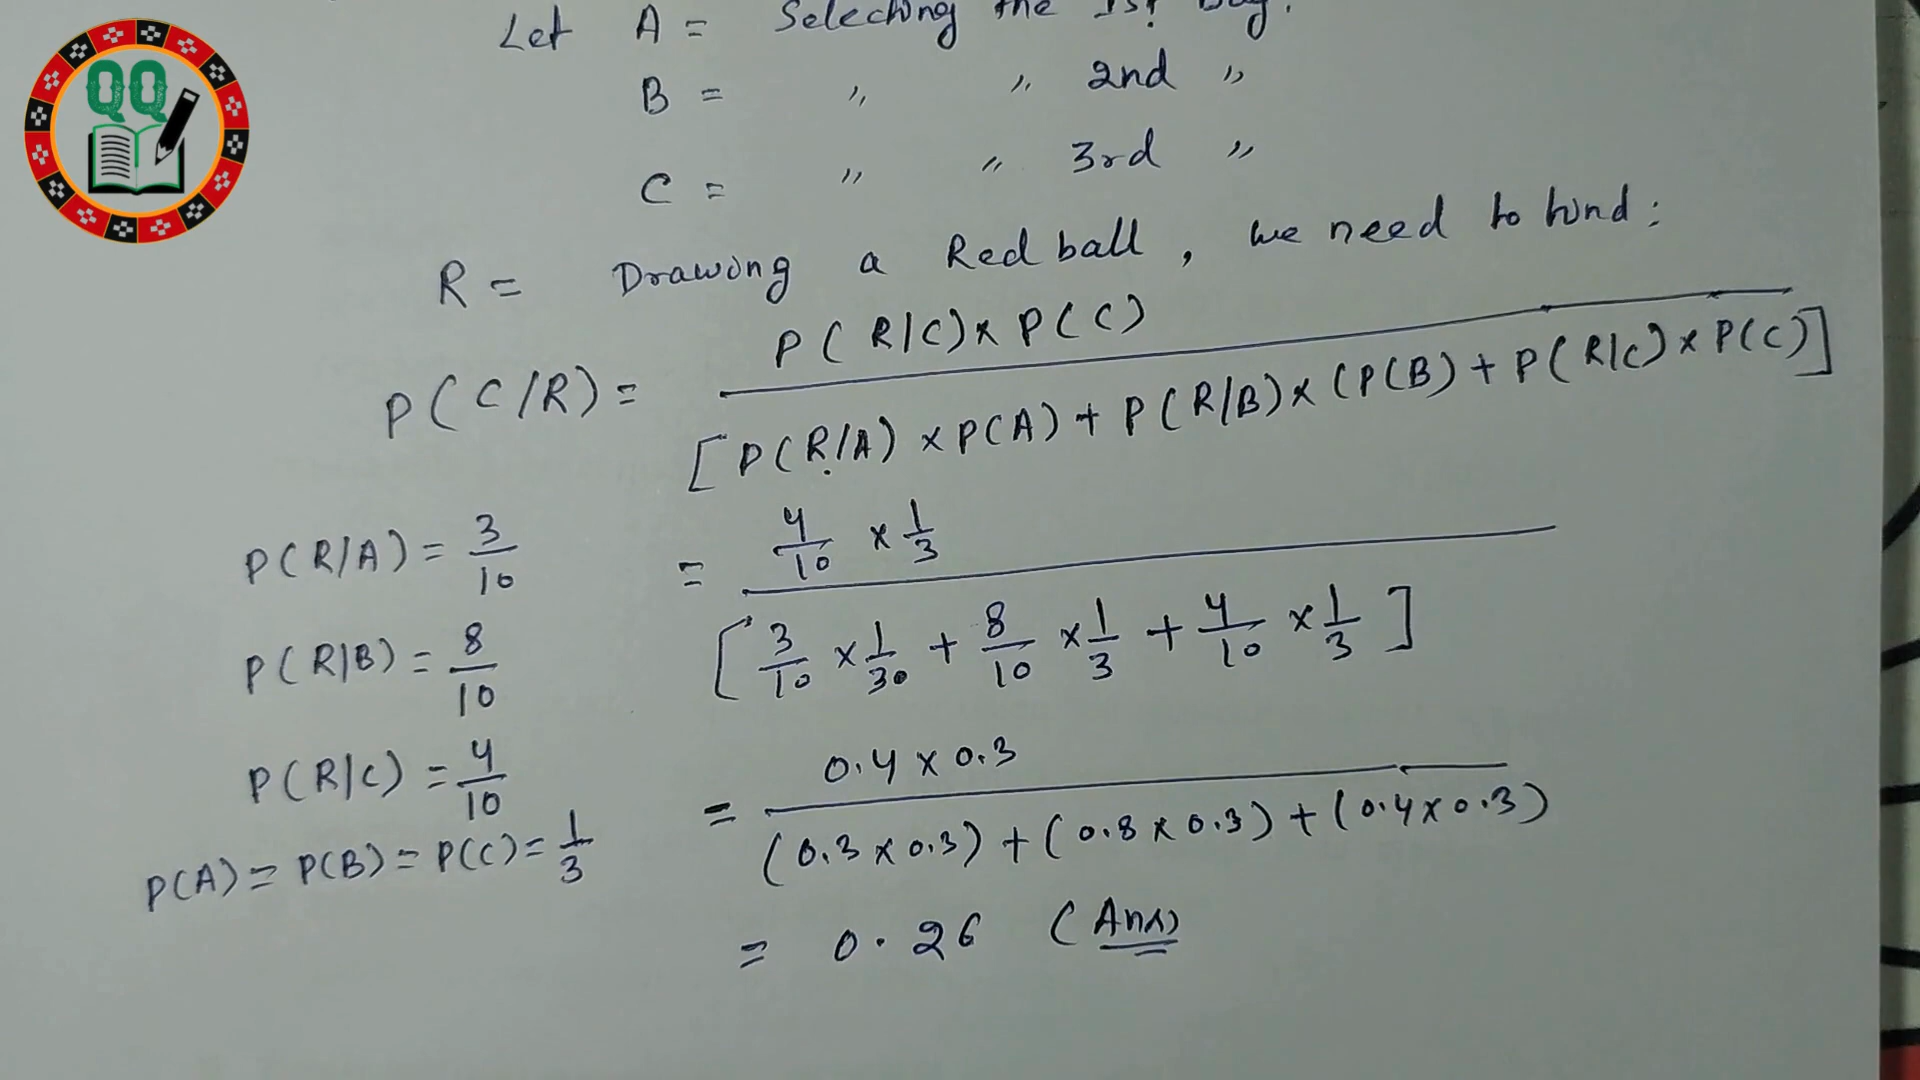 QQ
Let A = Selecting the 1st Bag.
B = " " 2nd "
C = " " 3rd "
R = Drawing a Red ball, we need to find:
P(C/R) = P(R/C) x P(C)
[P(R/A) x P(A) + P(R/B) x (P(B) + P(R/C) x P(C)]
P(R/A) = 3/10
= 4/10 x 1/3
[3/10 x 1/30 + 8/10 x 1/3 + 4/10 x 1/3]
P(R/B) = 8/10
P(R/C) = 4/10
= 0.4 x 0.3
(0.3 x 0.3) + (0.8 x 0.3) + (0.4 x 0.3)
P(A) = P(B) = P(C) = 1/3
= 0.26 (Ans)